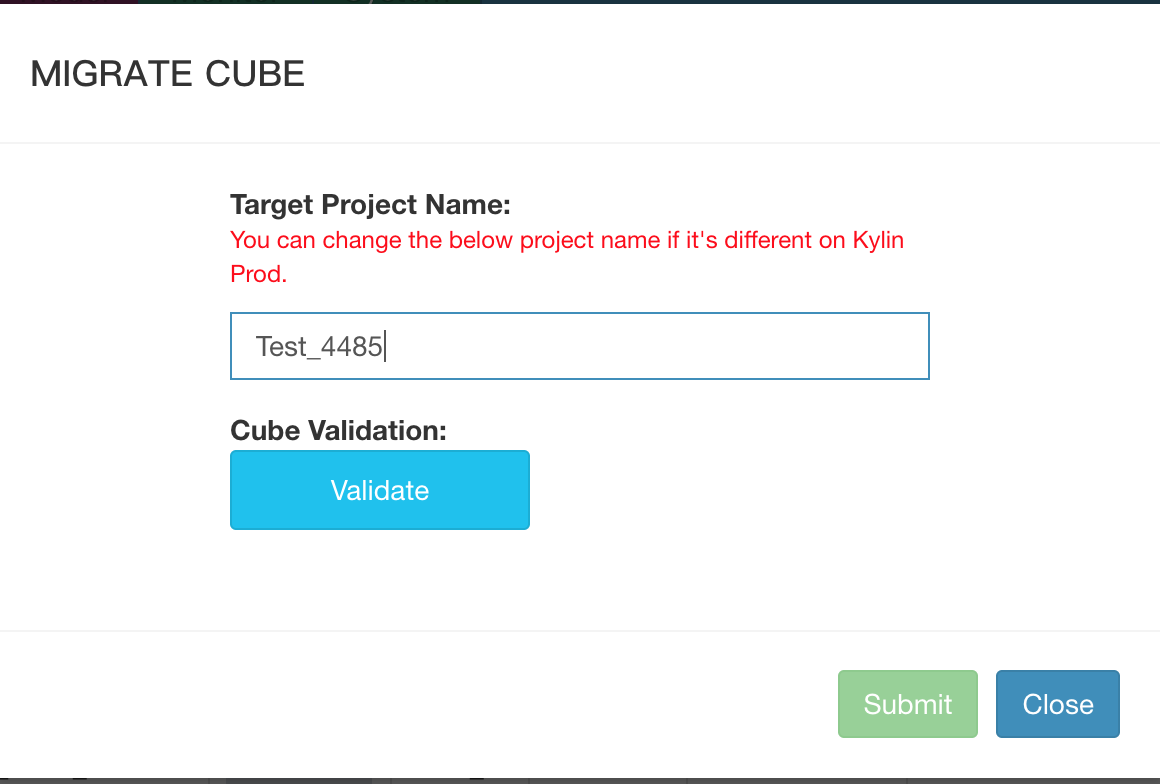 MIGRATE CUBE
Target Project Name:
You can change the below project name if it's different on Kylin
Prod.
Test_4485
Cube Validation:
Validate
Submit
Close